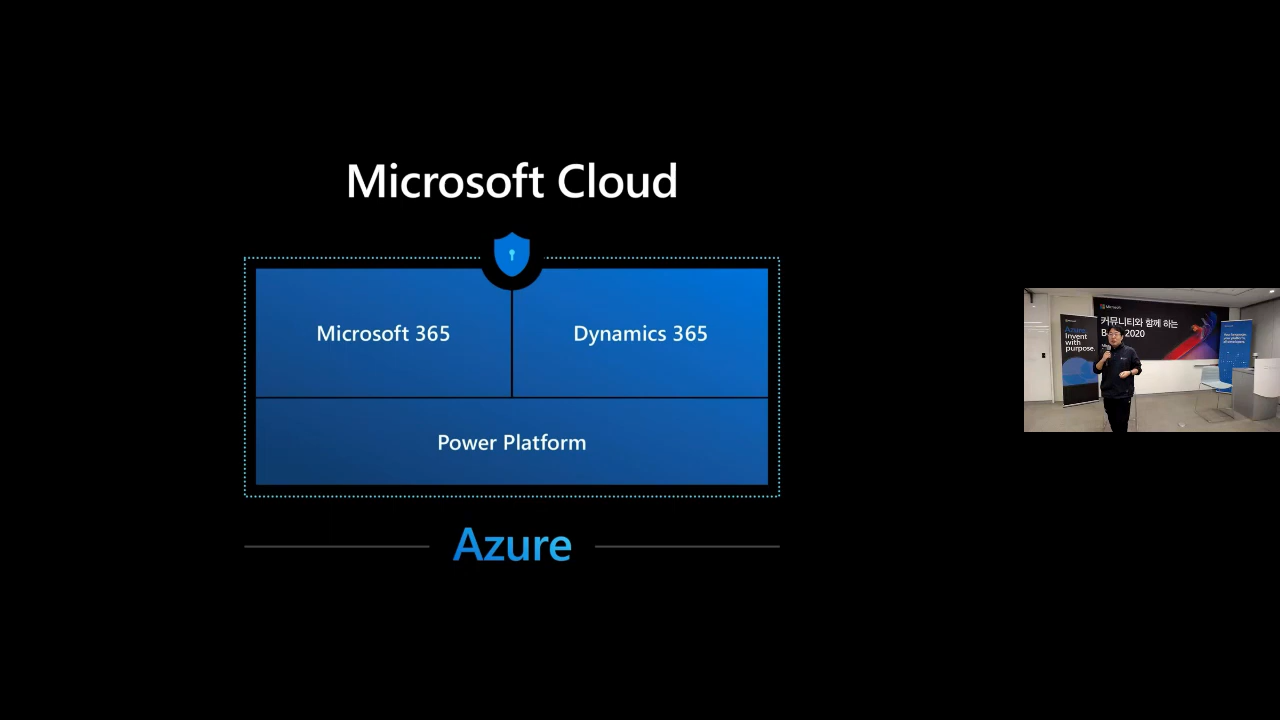 Microsoft Cloud
Microsoft 365
Dynamics 365
Power Platform
Azure
Microsoft
커뮤니티와 함께 하는
2020
Azure.
Invent
with
purpose.